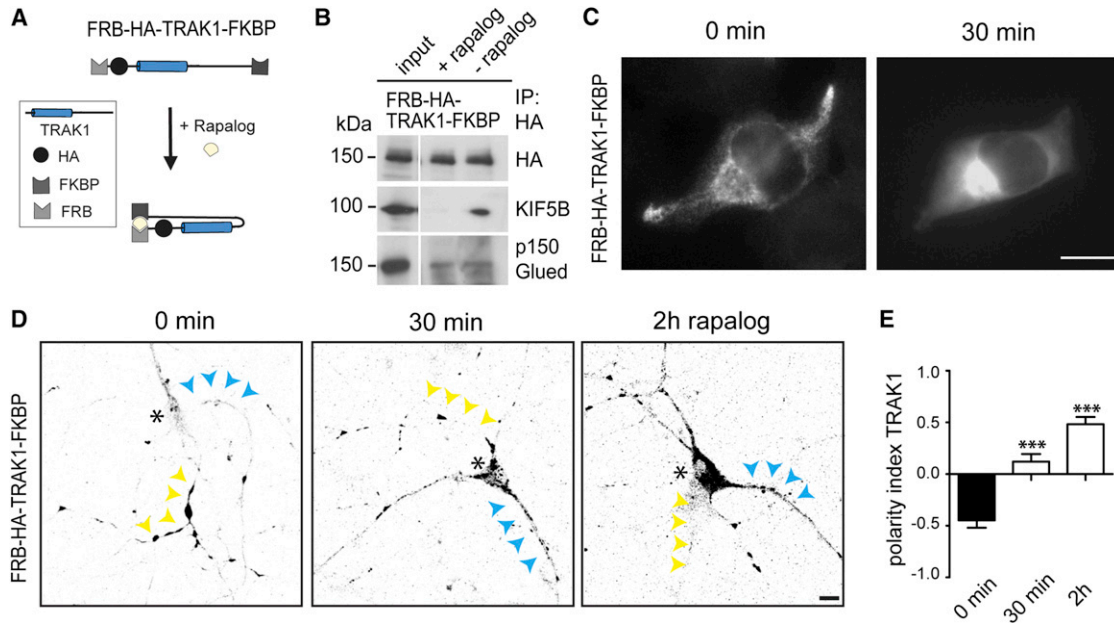 A
FRB-HA-TRAK1-FKBP
+ Rapalog
TRAK1
HA
FKBP
FRB
B
input
+ rapalog
- rapalog
FRB-HA-
TRAK1-FKBP
IP:
HA
kDa
150
HA
100
KIF5B
150
p150
Glued
C
0 min
30 min
FRB-HA-TRAK1-FKBP
D
0 min
30 min
2h rapalog
FRB-HA-TRAK1-FKBP
*
*
*
E
polarity index TRAK1
1.0
0.5
0.0
-0.5
-1.0
***
***
0 min
30 min
2h